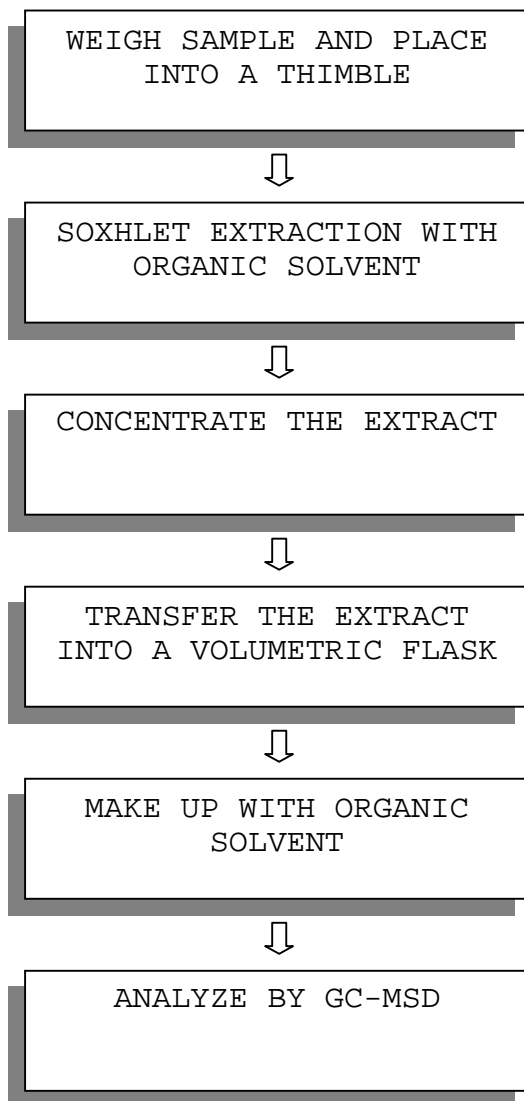 WEIGH SAMPLE AND PLACE
INTO A THIMBLE
SOXHLET EXTRACTION WITH
ORGANIC SOLVENT
CONCENTRATE THE EXTRACT
TRANSFER THE EXTRACT
INTO A VOLUMETRIC FLASK
MAKE UP WITH ORGANIC
SOLVENT
ANALYZE BY GC-MSD